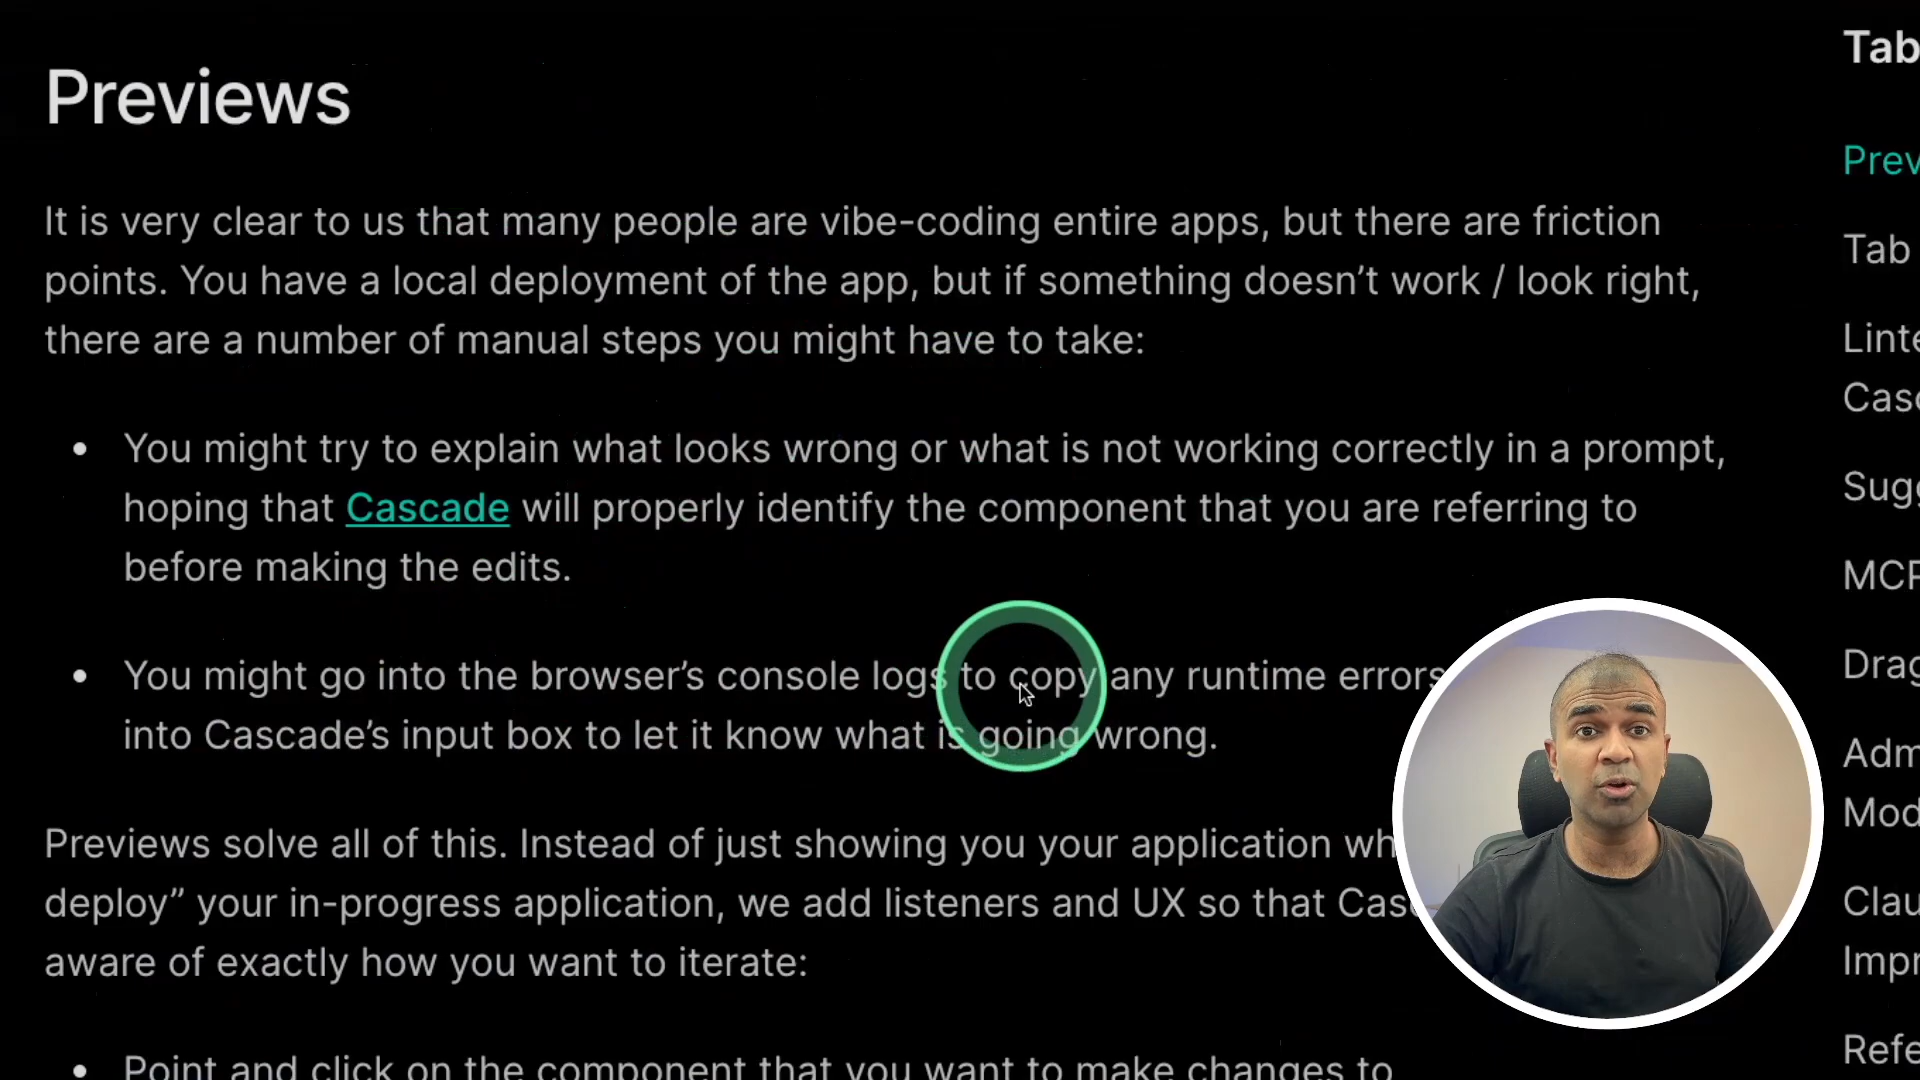 Previews
It is very clear to us that many people are vibe-coding entire apps, but there are friction
points. You have a local deployment of the app, but if something doesn’t work / look right,
there are a number of manual steps you might have to take:
• You might try to explain what looks wrong or what is not working correctly in a prompt,
hoping that Cascade will properly identify the component that you are referring to
before making the edits.
• You might go into the browser’s console logs to copy any runtime errors
into Cascade’s input box to let it know what is going wrong.
Previews solve all of this. Instead of just showing you your application wh
deploy” your in-progress application, we add listeners and UX so that Casc
aware of exactly how you want to iterate:
• Point and click on the component that you want to make changes to
Tab
Prev
Tab
Linte
Casc
Sugg
MCP
Drag
Adm
Mod
Clau
Impr
Refe